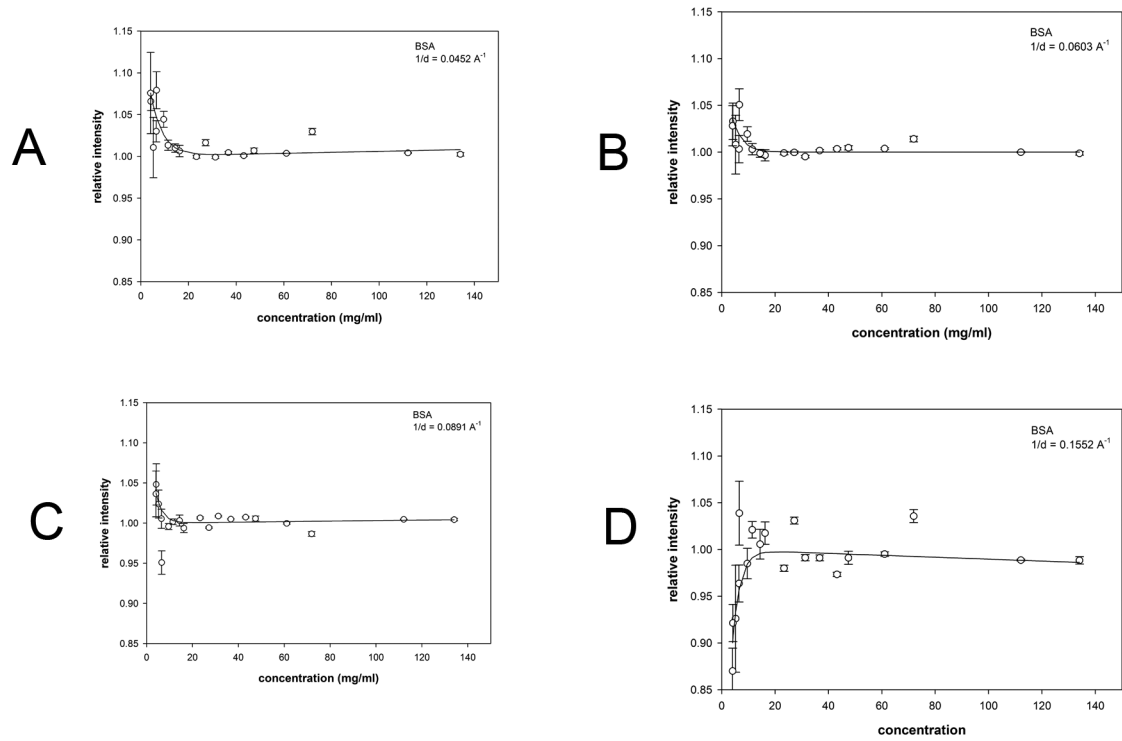 A
1.15
1.10
1.05
1.00
0.95
0.90
0.85
relative intensity
BSA
1/d = 0.0452 A⁻¹
0 20 40 60 80 100 120 140
concentration (mg/ml)
B
1.15
1.10
1.05
1.00
0.95
0.90
0.85
relative intensity
BSA
1/d = 0.0603 A⁻¹
0 20 40 60 80 100 120 140
concentration (mg/ml)
C
1.15
1.10
1.05
1.00
0.95
0.90
0.85
relative intensity
BSA
1/d = 0.0891 A⁻¹
0 20 40 60 80 100 120 140
concentration (mg/ml)
D
1.15
1.10
1.05
1.00
0.95
0.90
0.85
relative intensity
BSA
1/d = 0.1552 A⁻¹
0 20 40 60 80 100 120 140
concentration